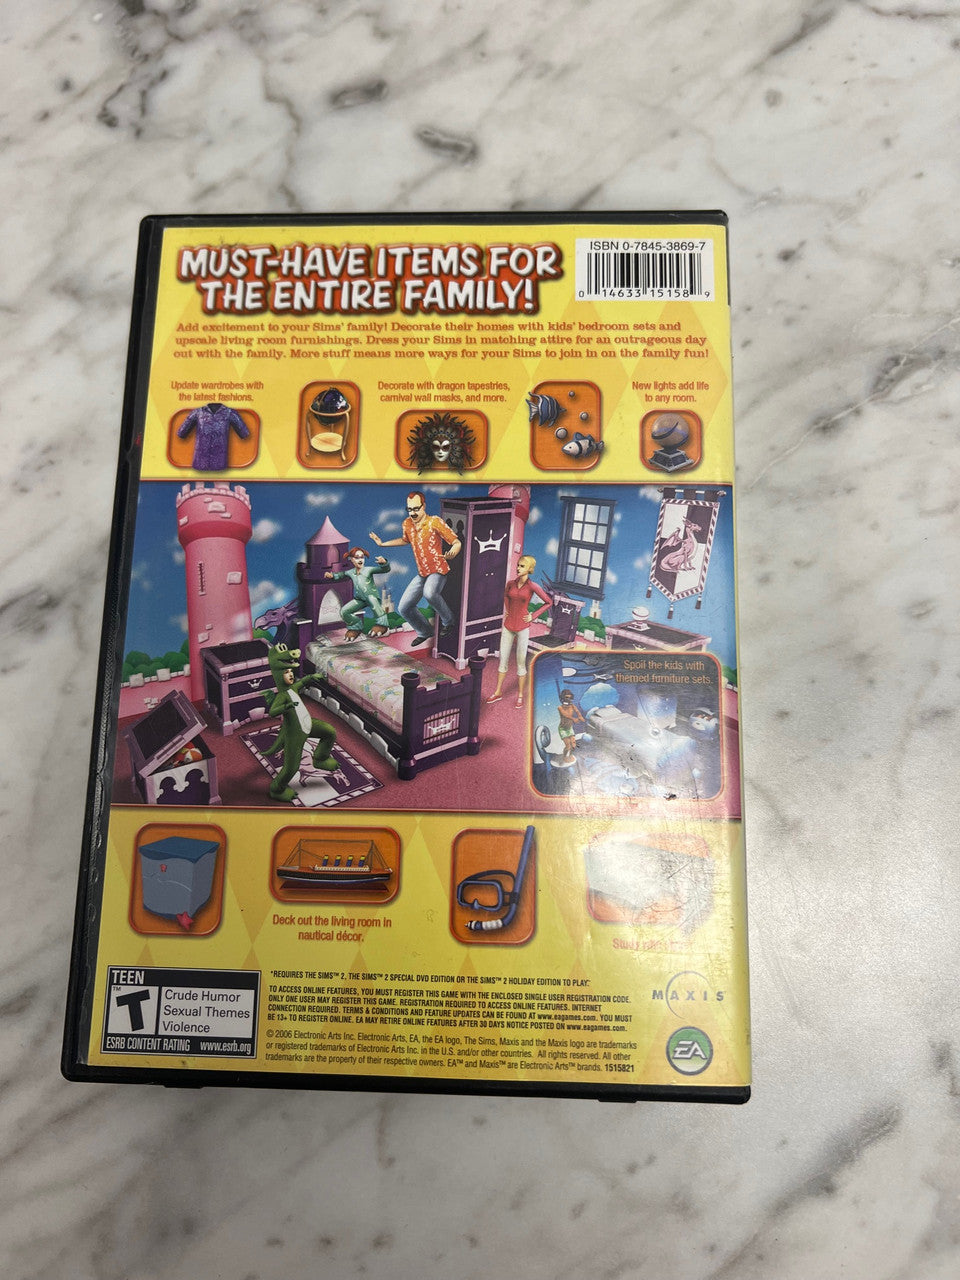 MUST-HAVE ITEMS FOR
THE ENTIRE FAMILY!
ISBN 0-7845-3869-7
0 14633 15158 9
Add excitement to your Sims' family! Decorate their homes with kids' bedroom sets and
upscale living room furnishings. Dress your Sims in matching attire for an outrageous day
out with the family. More stuff means more ways for your Sims to join in on the family fun!
Update wardrobes with
the latest fashions.
Decorate with dragon tapestries,
carnival wall masks, and more.
New lights add life
to any room.
Spoil the kids with
themed furniture sets.
Deck out the living room in
nautical décor.
Study
TEEN
T
™
Crude Humor
Sexual Themes
Violence
ESRB CONTENT RATING www.esrb.org
*REQUIRES THE SIMS™ 2, THE SIMS™ 2 SPECIAL DVD EDITION OR THE SIMS™ 2 HOLIDAY EDITION TO PLAY.
TO ACCESS ONLINE FEATURES, YOU MUST REGISTER THIS GAME WITH THE ENCLOSED SINGLE USER REGISTRATION CODE.
ONLY ONE USER MAY REGISTER THIS GAME. REGISTRATION REQUIRED TO ACCESS ONLINE FEATURES. INTERNET
CONNECTION REQUIRED. TERMS & CONDITIONS AND FEATURE UPDATES CAN BE FOUND AT www.eagames.com. YOU MUST
BE 13+ TO REGISTER ONLINE. EA MAY RETIRE ONLINE FEATURES AFTER 30 DAYS NOTICE POSTED ON www.eagames.com.
© 2006 Electronic Arts Inc. Electronic Arts, EA, the EA logo, The Sims, Maxis and the Maxis logo are trademarks
or registered trademarks of Electronic Arts Inc. in the U.S. and/or other countries. All rights reserved. All other
trademarks are the property of their respective owners. EA™ and Maxis™ are Electronic Arts™ brands. 1515821
MAXIS
EA